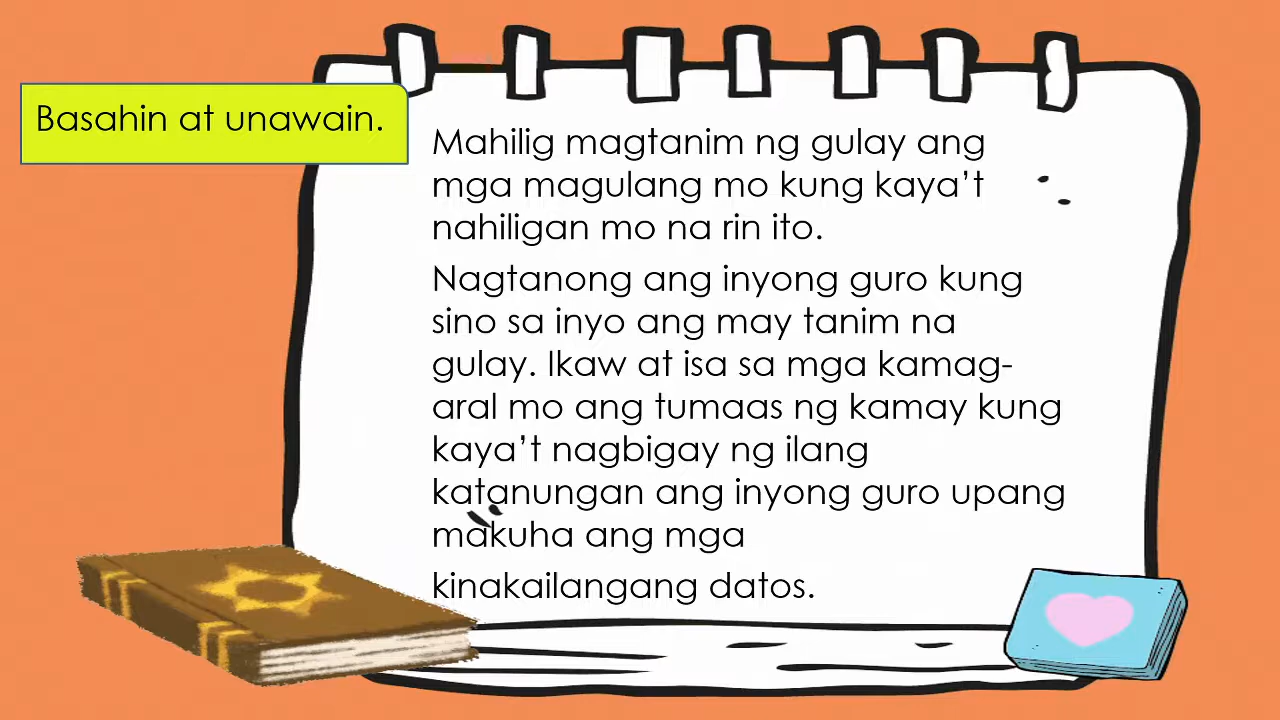 Basahin at unawain.
Mahilig magtanim ng gulay ang
mga magulang mo kung kaya’t
nahiligan mo na rin ito.
Nagtanong ang inyong guro kung
sino sa inyo ang may tanim na
gulay. Ikaw at isa sa mga kamag-
aral mo ang tumaas ng kamay kung
kaya’t nagbigay ng ilang
katanungan ang inyong guro upang
makuha ang mga
kinakailangang datos.